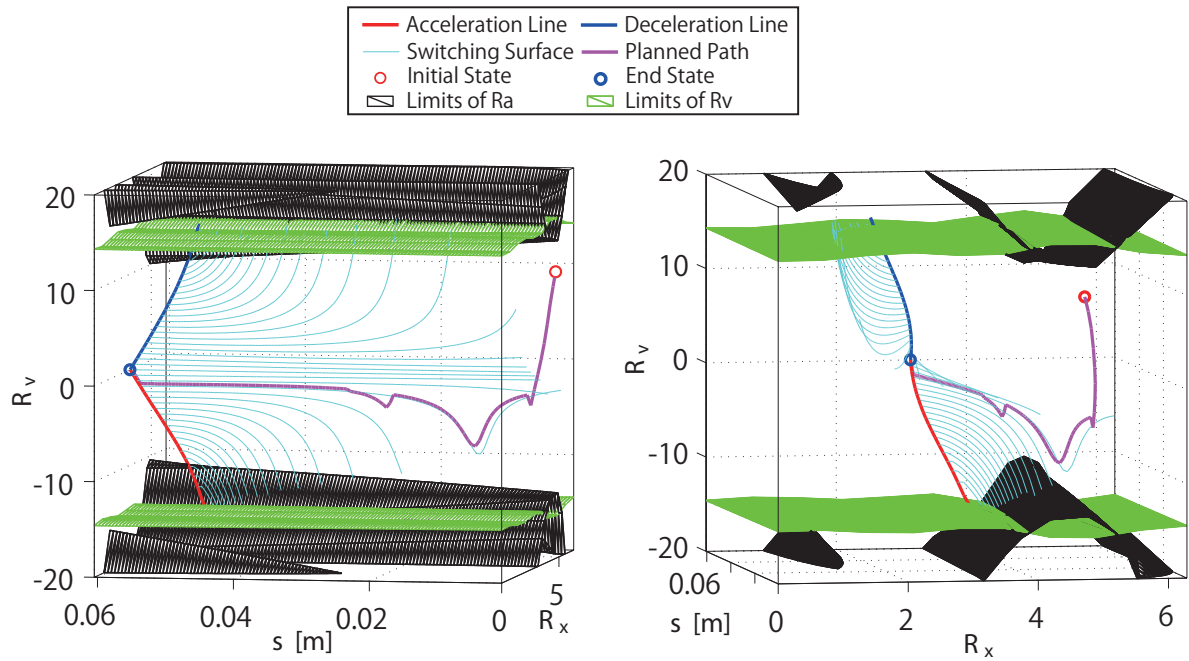 Acceleration Line
Deceleration Line
Switching Surface
Planned Path
Initial State
End State
Limits of Ra
Limits of Rv
20
10
0
-10
-20
R v
0.06
0.04
0.02
0
5
s [m]
R x
20
10
0
-10
-20
R v
0.06
0
2
4
6
s [m]
R x